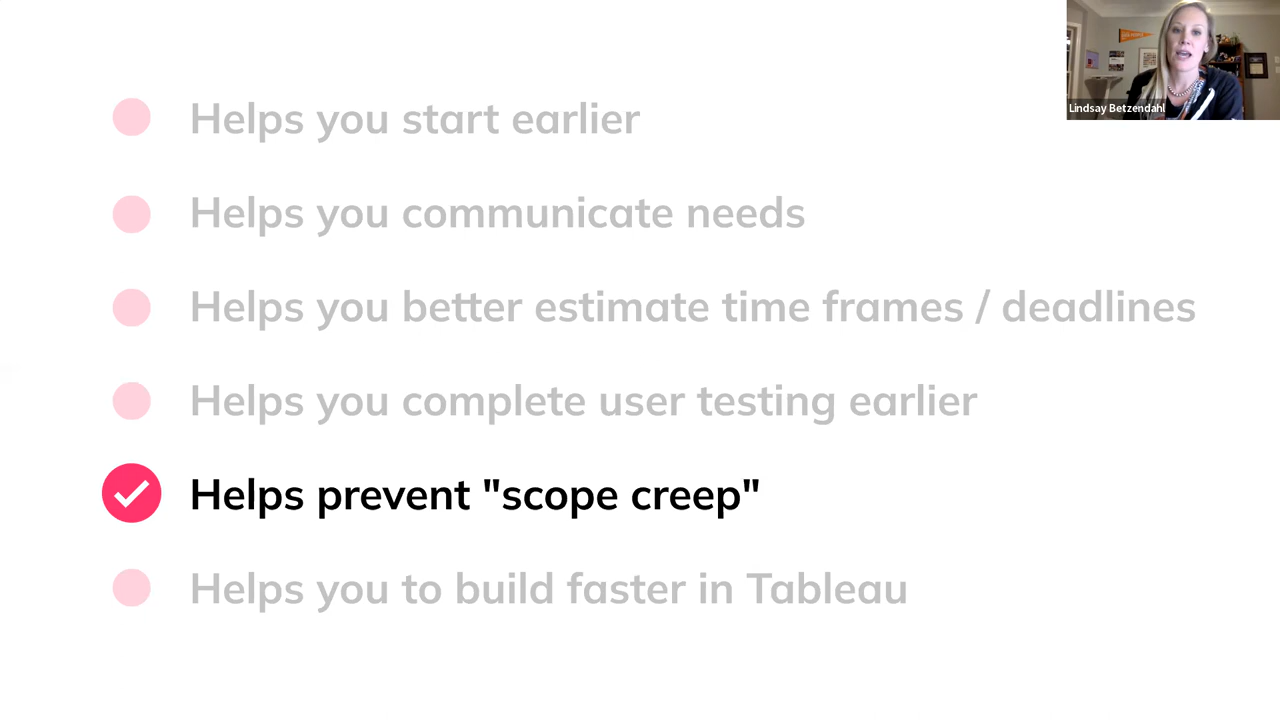 Helps you start earlier
Helps you communicate needs
Helps you better estimate time frames / deadlines
Helps you complete user testing earlier
Helps prevent "scope creep"
Helps you to build faster in Tableau
Lindsay Betzendahl